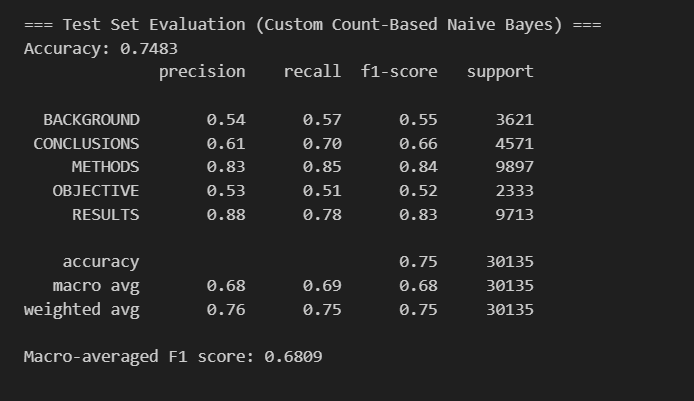 === Test Set Evaluation (Custom Count-Based Naive Bayes) ===
Accuracy: 0.7483
              precision    recall  f1-score   support

  BACKGROUND       0.54      0.57      0.55      3621
 CONCLUSIONS       0.61      0.70      0.66      4571
     METHODS       0.83      0.85      0.84      9897
   OBJECTIVE       0.53      0.51      0.52      2333
     RESULTS       0.88      0.78      0.83      9713

    accuracy                           0.75     30135
   macro avg       0.68      0.69      0.68     30135
weighted avg       0.76      0.75      0.75     30135

Macro-averaged F1 score: 0.6809